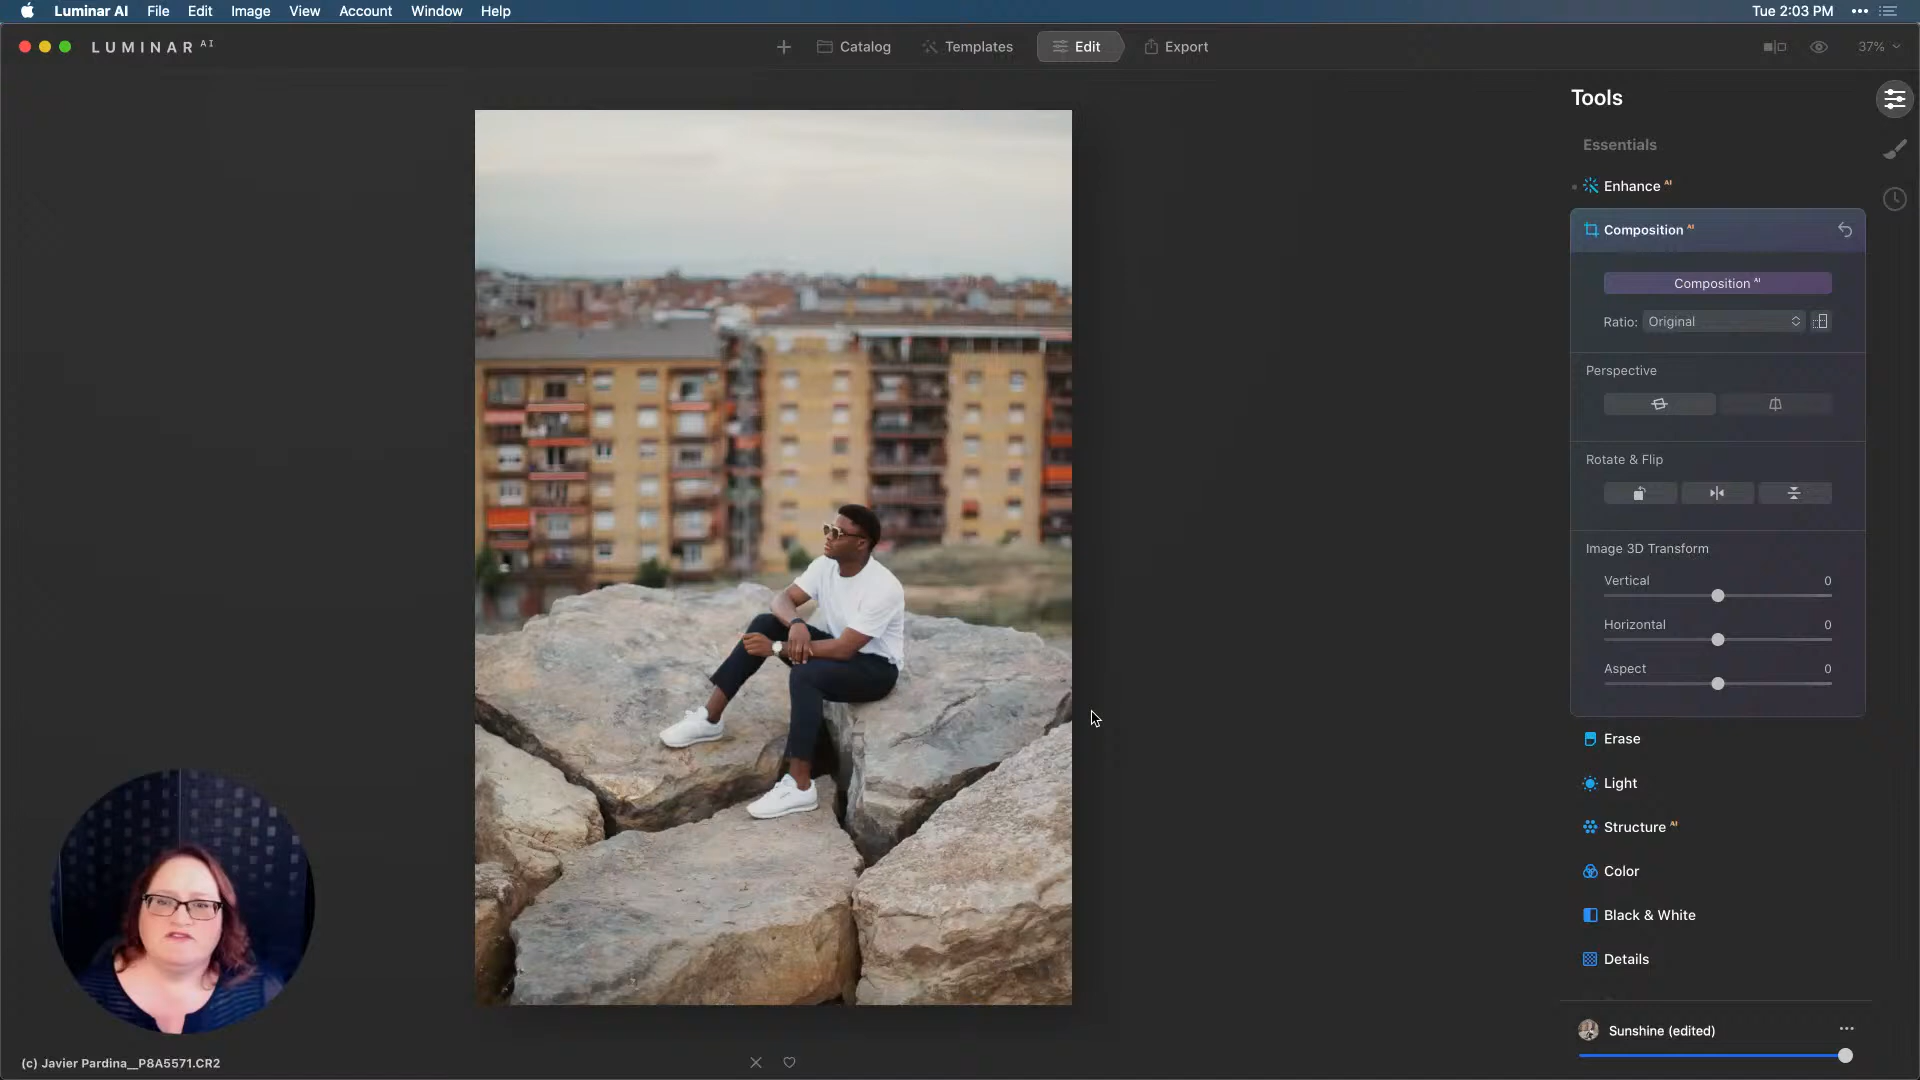 Luminar AI File Edit Image View Account Window Help Tue 2:03 PM
LUMINAR AI Catalog Templates Edit Export 37%
Tools
Essentials
Enhance AI
Composition AI
Composition AI
Ratio: Original
Perspective
Rotate & Flip
Image 3D Transform
Vertical 0
Horizontal 0
Aspect 0
Erase
Light
Structure AI
Color
Black & White
Details
Sunshine (edited)
(c) Javier Pardina__P8A5571.CR2